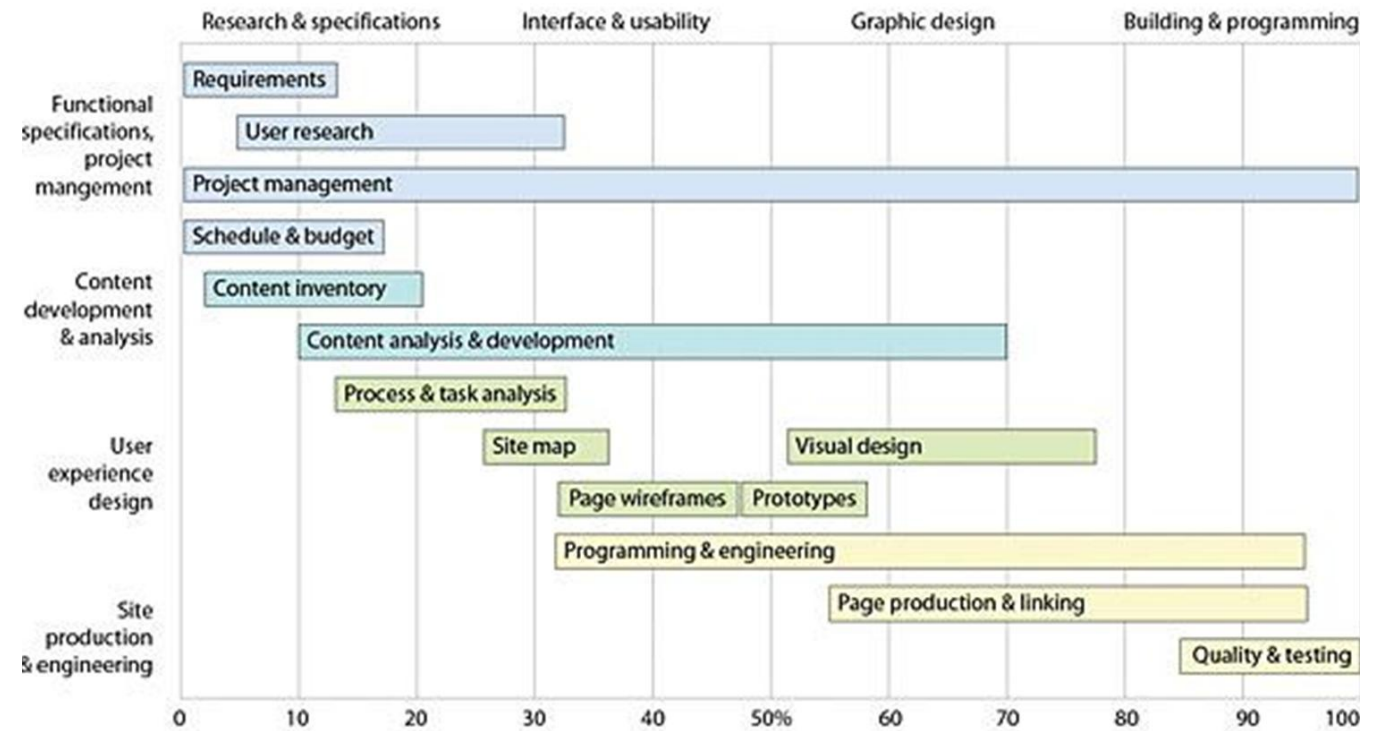 Research & specifications
Interface & usability
Graphic design
Building & programming
Functional
specifications,
project
mangement
Requirements
User research
Project management
Schedule & budget
Content
development
& analysis
Content inventory
Content analysis & development
User
experience
design
Process & task analysis
Site map
Visual design
Page wireframes
Prototypes
Site
production
& engineering
Programming & engineering
Page production & linking
Quality & testing
0 10 20 30 40 50% 60 70 80 90 100